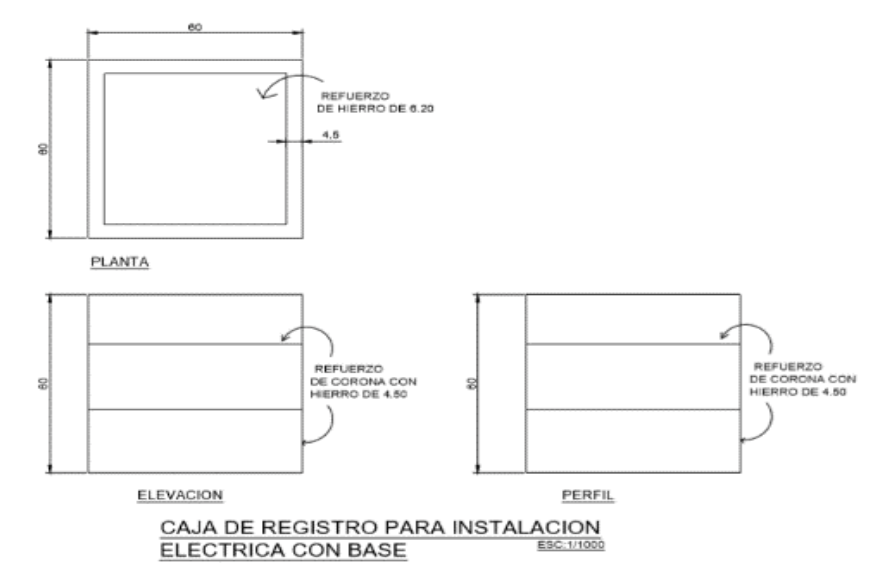 60
REFUERZO
DE HIERRO DE 6.20
4,5
60
PLANTA
REFUERZO
DE CORONA CON
HIERRO DE 4.50
60
ELEVACION
REFUERZO
DE CORONA CON
HIERRO DE 4.50
60
PERFIL
CAJA DE REGISTRO PARA INSTALACION
ELECTRICA CON BASE
ESC:1/1000